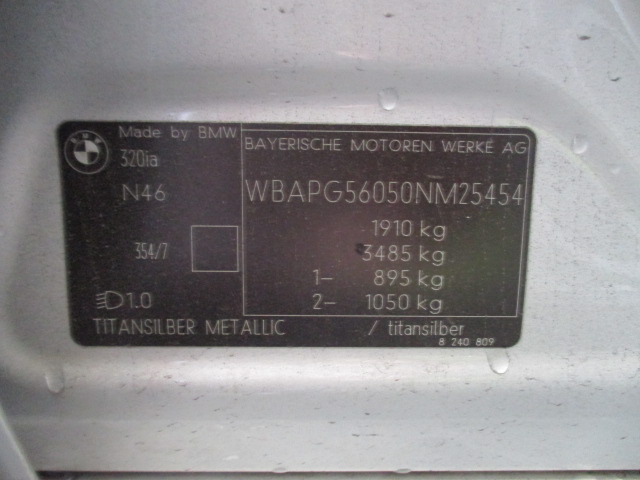 BMW
Made by BMW
320ia
N46
354/7
1.0
TITANSILBER METALLIC / titansilber
BAYERISCHE MOTOREN WERKE AG
WBAPG56050NM25454
1910 kg
3485 kg
1– 895 kg
2– 1050 kg
8 240 809